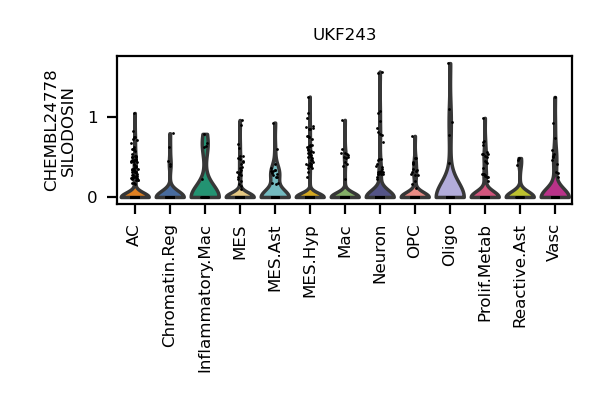 UKF243
CHEMBL24778
SILODOSIN
1
0
AC
Chromatin.Reg
Inflammatory.Mac
MES
MES.Ast
MES.Hyp
Mac
Neuron
OPC
Oligo
Prolif.Metab
Reactive.Ast
Vasc